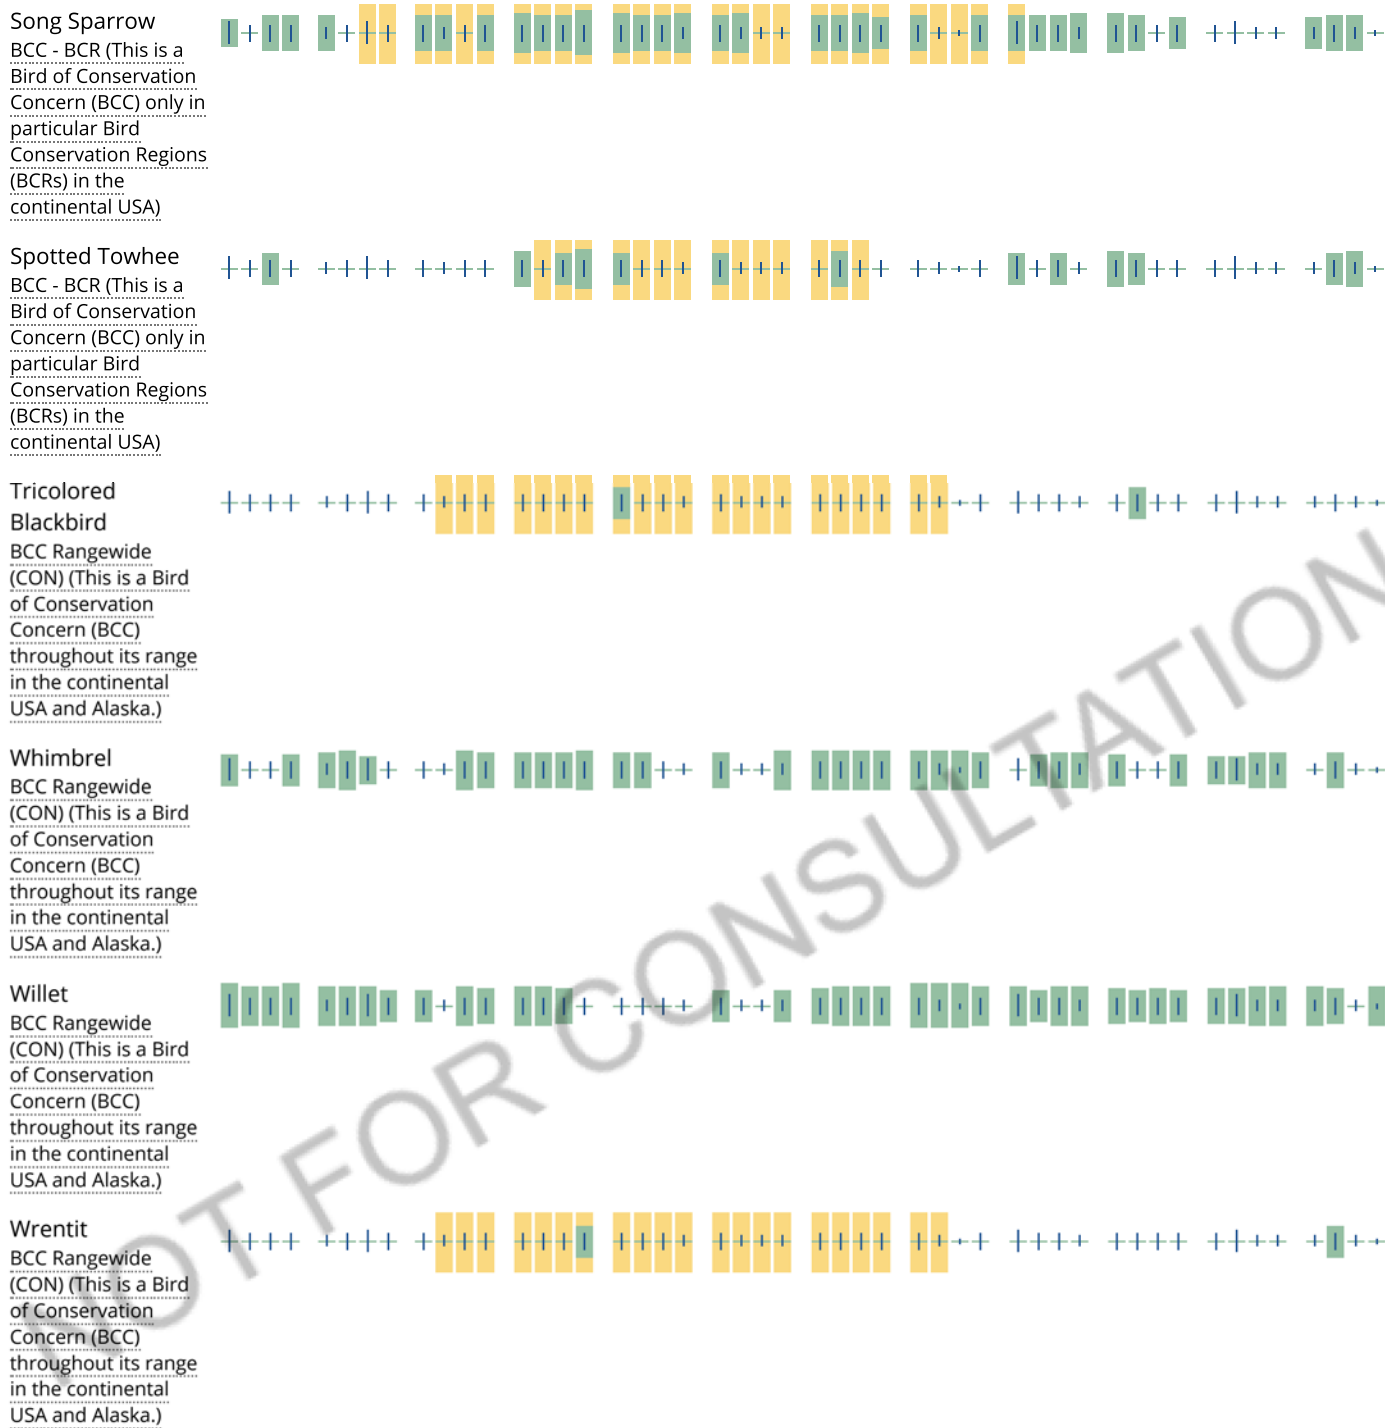 Song Sparrow
BCC - BCR (This is a
Bird of Conservation
Concern (BCC) only in
particular Bird
Conservation Regions
(BCRs) in the
continental USA)
Spotted Towhee
BCC - BCR (This is a
Bird of Conservation
Concern (BCC) only in
particular Bird
Conservation Regions
(BCRs) in the
continental USA)
Tricolored
Blackbird
BCC Rangewide
(CON) (This is a Bird
of Conservation
Concern (BCC)
throughout its range
in the continental
USA and Alaska.)
Whimbrel
BCC Rangewide
(CON) (This is a Bird
of Conservation
Concern (BCC)
throughout its range
in the continental
USA and Alaska.)
Willet
BCC Rangewide
(CON) (This is a Bird
of Conservation
Concern (BCC)
throughout its range
in the continental
USA and Alaska.)
Wrentit
BCC Rangewide
(CON) (This is a Bird
of Conservation
Concern (BCC)
throughout its range
in the continental
USA and Alaska.)
NOT FOR CONSULTATION